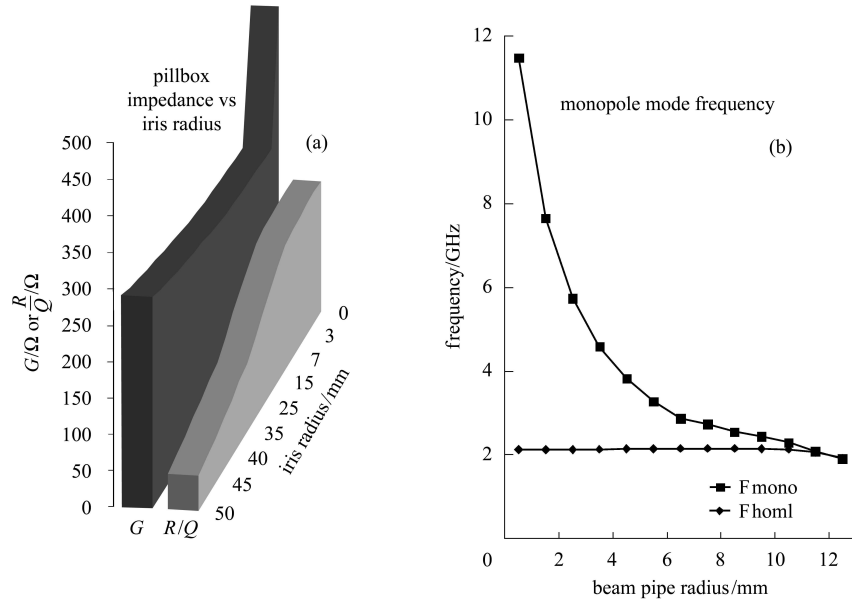 pillbox
impedance vs
iris radius
(a)
500
450
400
350
300
250
200
150
100
50
0
G/Ω or R/Q /Ω
G
R/Q
0
3
7
15
25
35
40
45
50
iris radius/mm
12
10
8
6
4
2
0
frequency/GHz
monopole mode frequency
(b)
F mono
F homl
2
4
6
8
10
12
beam pipe radius/mm